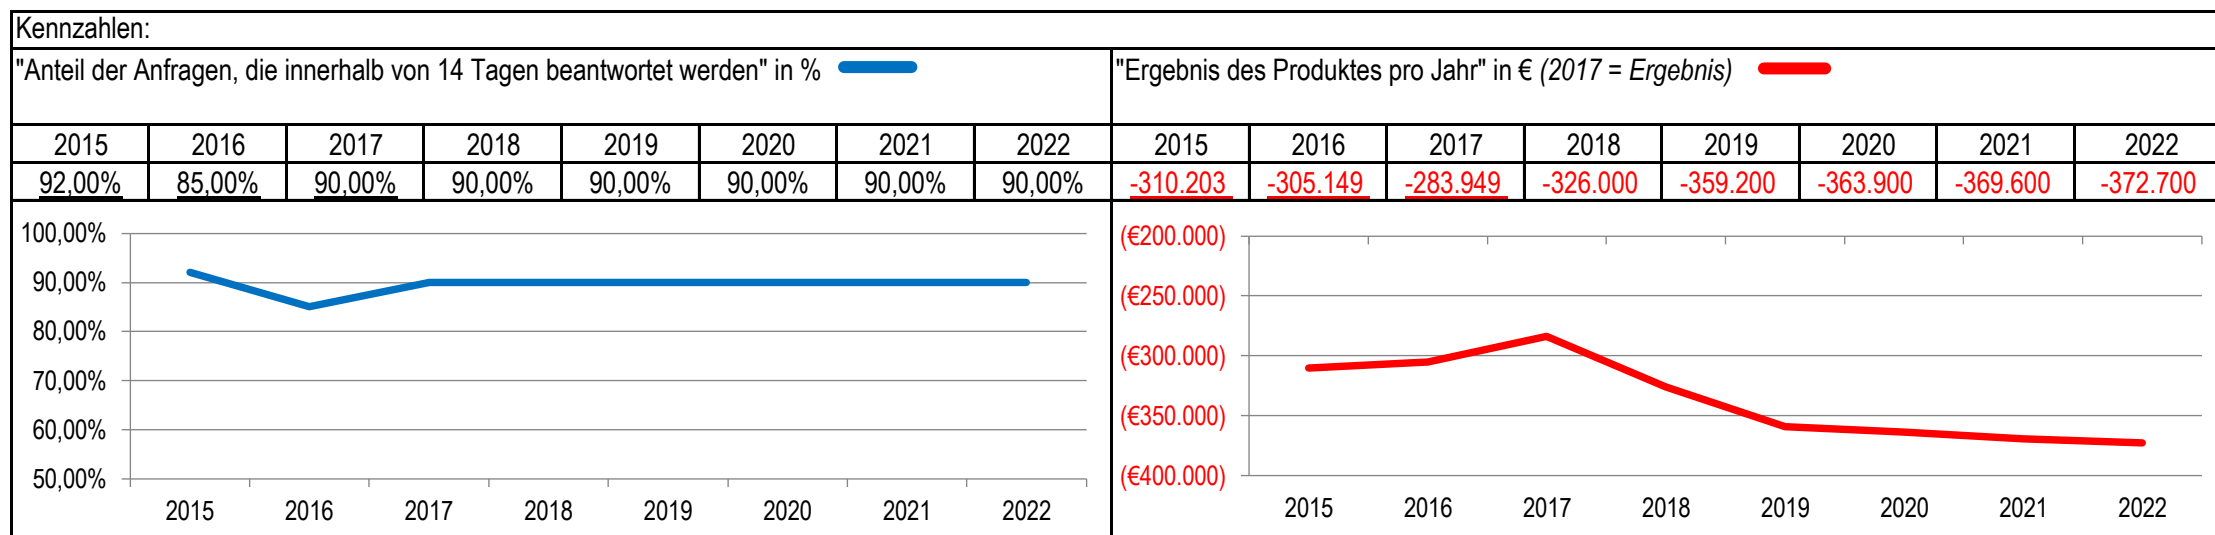 Kennzahlen:
"Anteil der Anfragen, die innerhalb von 14 Tagen beantwortet werden" in %
"Ergebnis des Produktes pro Jahr" in € (2017 = Ergebnis)
2015 2016 2017 2018 2019 2020 2021 2022 2015 2016 2017 2018 2019 2020 2021 2022
92,00% 85,00% 90,00% 90,00% 90,00% 90,00% 90,00% 90,00% -310.203 -305.149 -283.949 -326.000 -359.200 -363.900 -369.600 -372.700
100,00%
90,00%
80,00%
70,00%
60,00%
50,00%
2015 2016 2017 2018 2019 2020 2021 2022
(€200.000)
(€250.000)
(€300.000)
(€350.000)
(€400.000)
2015 2016 2017 2018 2019 2020 2021 2022